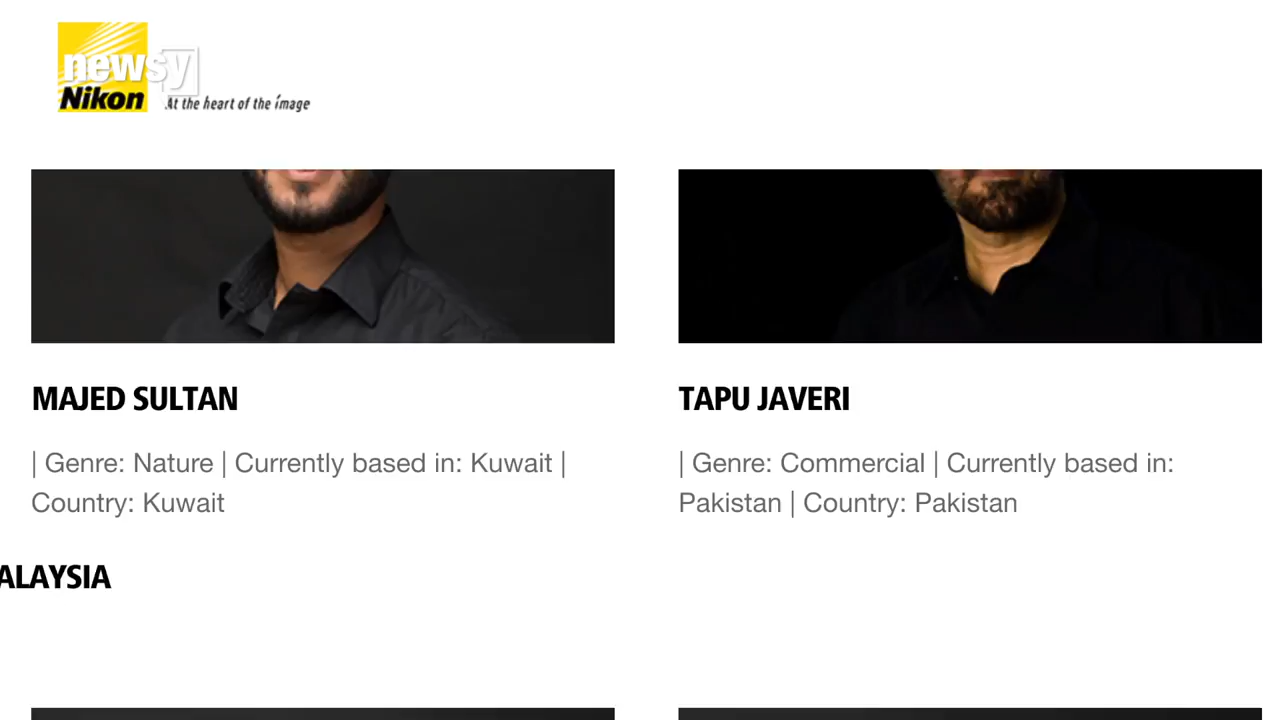 newsy
Nikon
At the heart of the image
MAJED SULTAN
TAPU JAVERI
| Genre: Nature | Currently based in: Kuwait |
Country: Kuwait
| Genre: Commercial | Currently based in:
Pakistan | Country: Pakistan
ALAYSIA